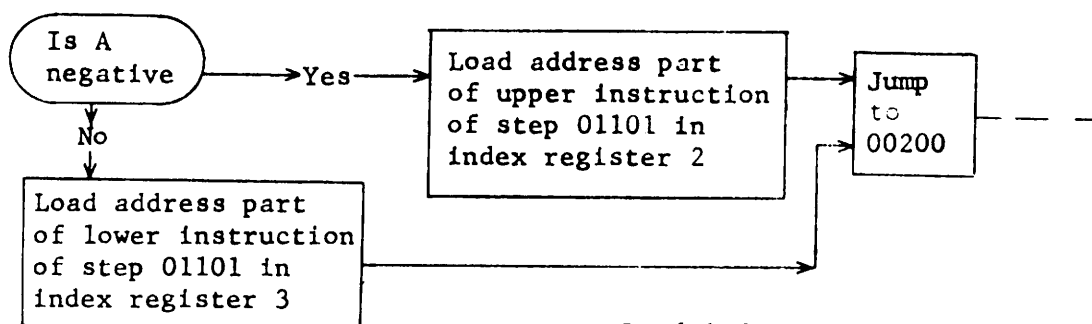 Is A
negative
Yes
Load address part
of upper instruction
of step 01101 in
index register 2
Jump
to
00200
No
Load address part
of lower instruction
of step 01101 in
index register 3